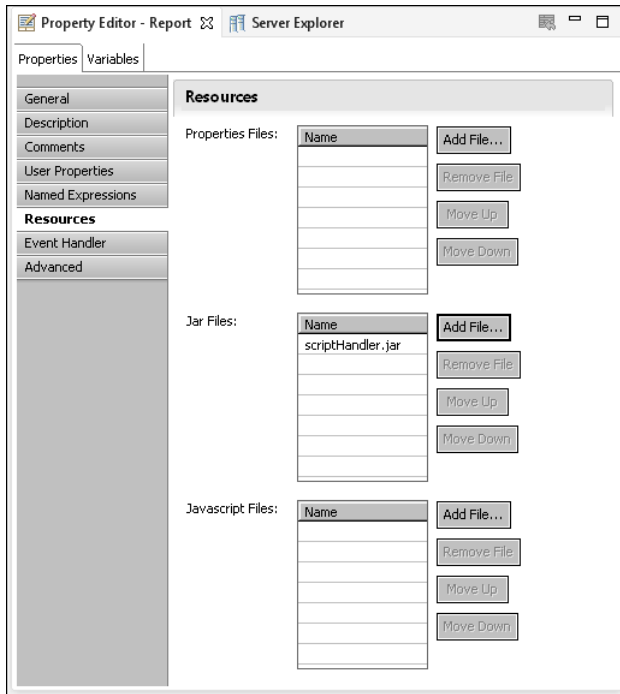 Property Editor - Report Server Explorer
Properties Variables
General
Description
Comments
User Properties
Named Expressions
Resources
Event Handler
Advanced
Resources
Properties Files:
Name
Add File...
Remove File
Move Up
Move Down
Jar Files:
Name
scriptHandler.jar
Add File...
Remove File
Move Up
Move Down
Javascript Files:
Name
Add File...
Remove File
Move Up
Move Down